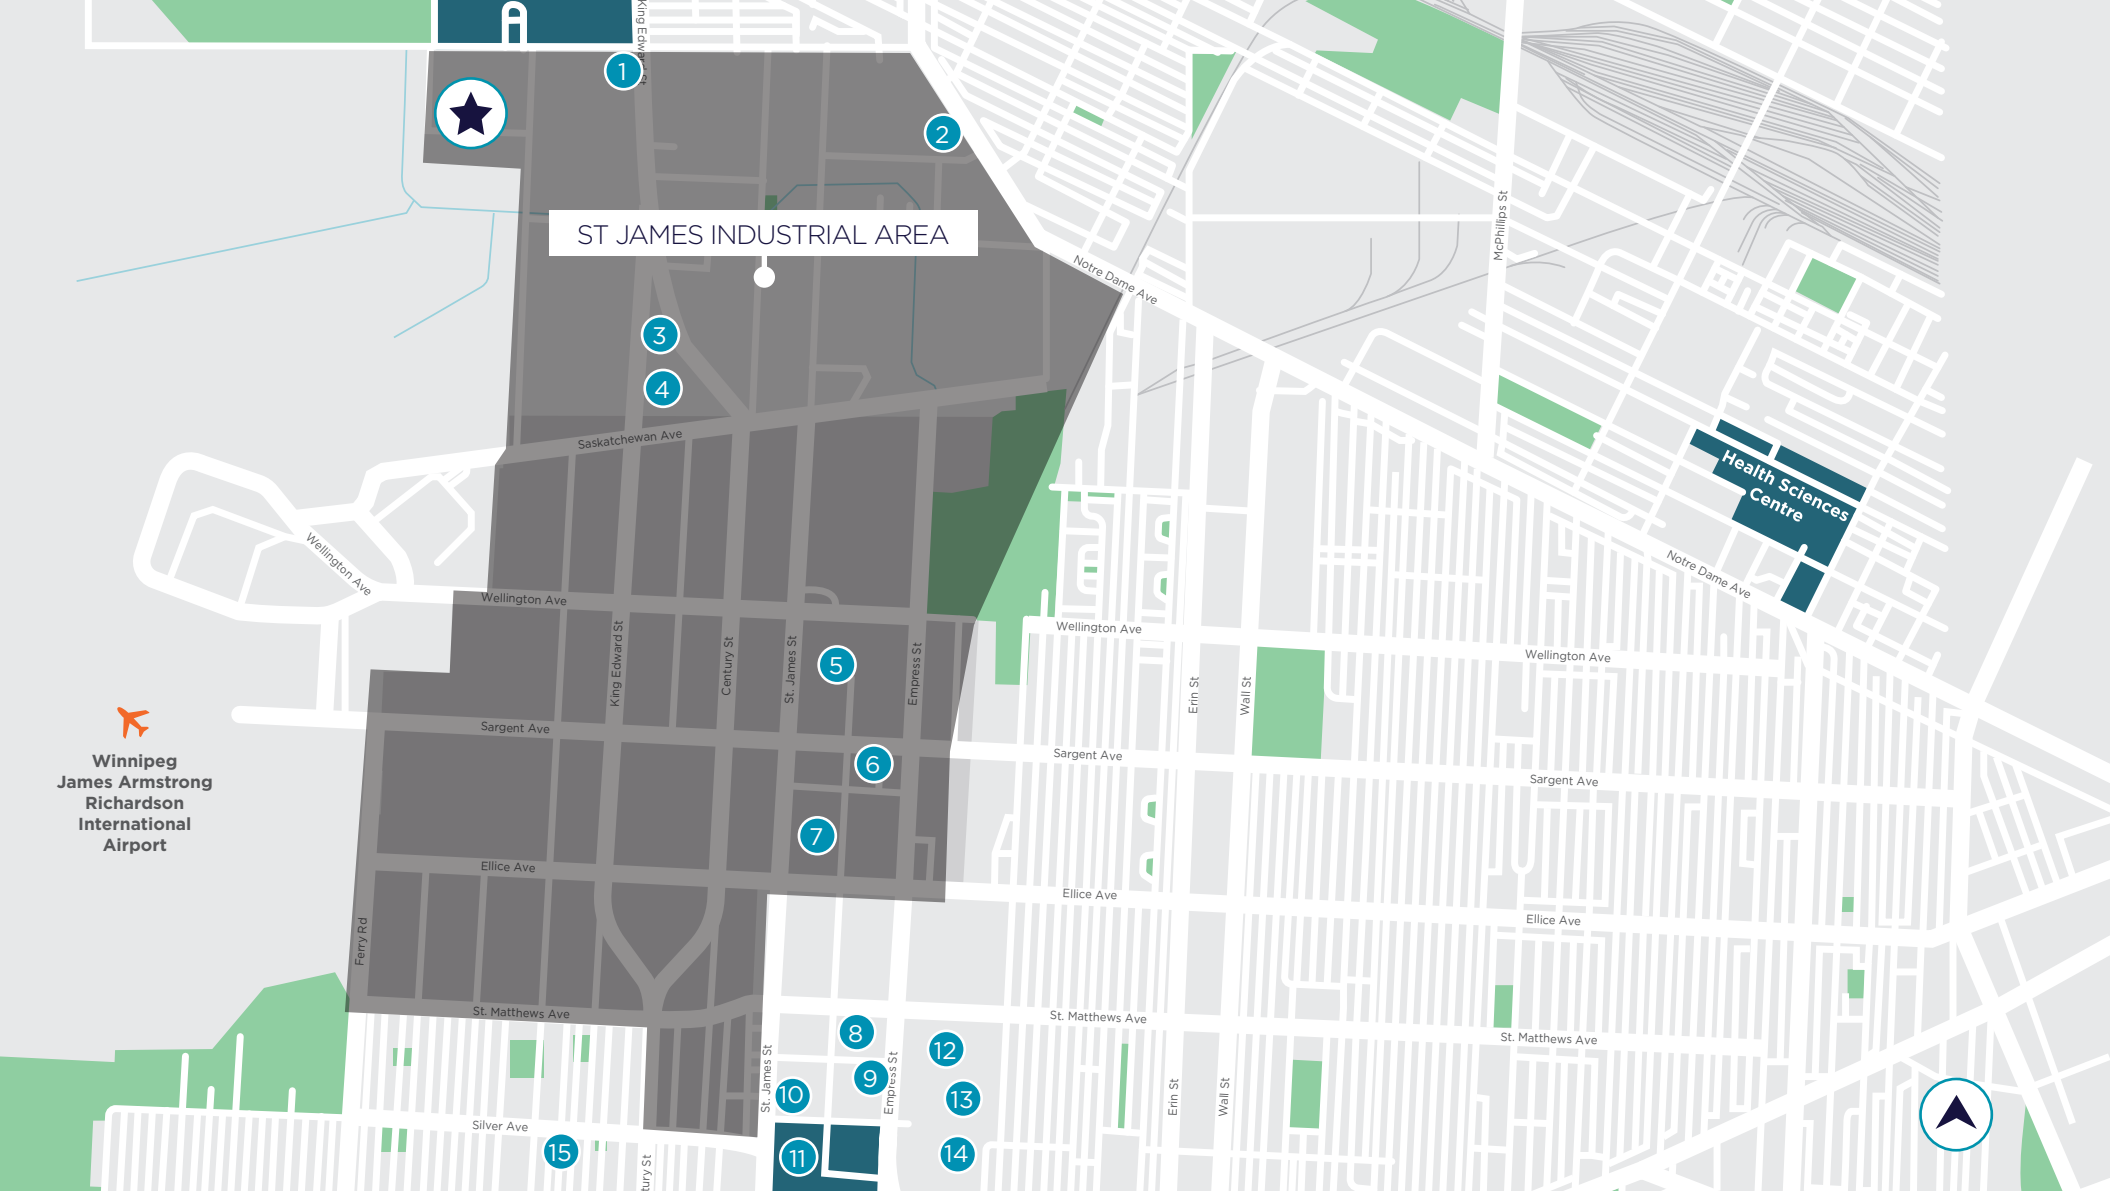 King Edward St
1
2
ST JAMES INDUSTRIAL AREA
McPhillips St
Notre Dame Ave
3
4
Saskatchewan Ave
Health Sciences
Centre
Wellington Ave
Notre Dame Ave
Wellington Ave
Wellington Ave
Wellington Ave
King Edward St
Century St
St. James St
5
Empress St
Erin St
Wall St
Winnipeg
James Armstrong
Richardson
International
Airport
Sargent Ave
Sargent Ave
Sargent Ave
6
7
Ellice Ave
Ellice Ave
Ellice Ave
Ferry Rd
St. Matthews Ave
St. Matthews Ave
St. Matthews Ave
8
12
9
10
13
St. James St
Empress St
Erin St
Wall St
Silver Ave
15
11
14
tury St